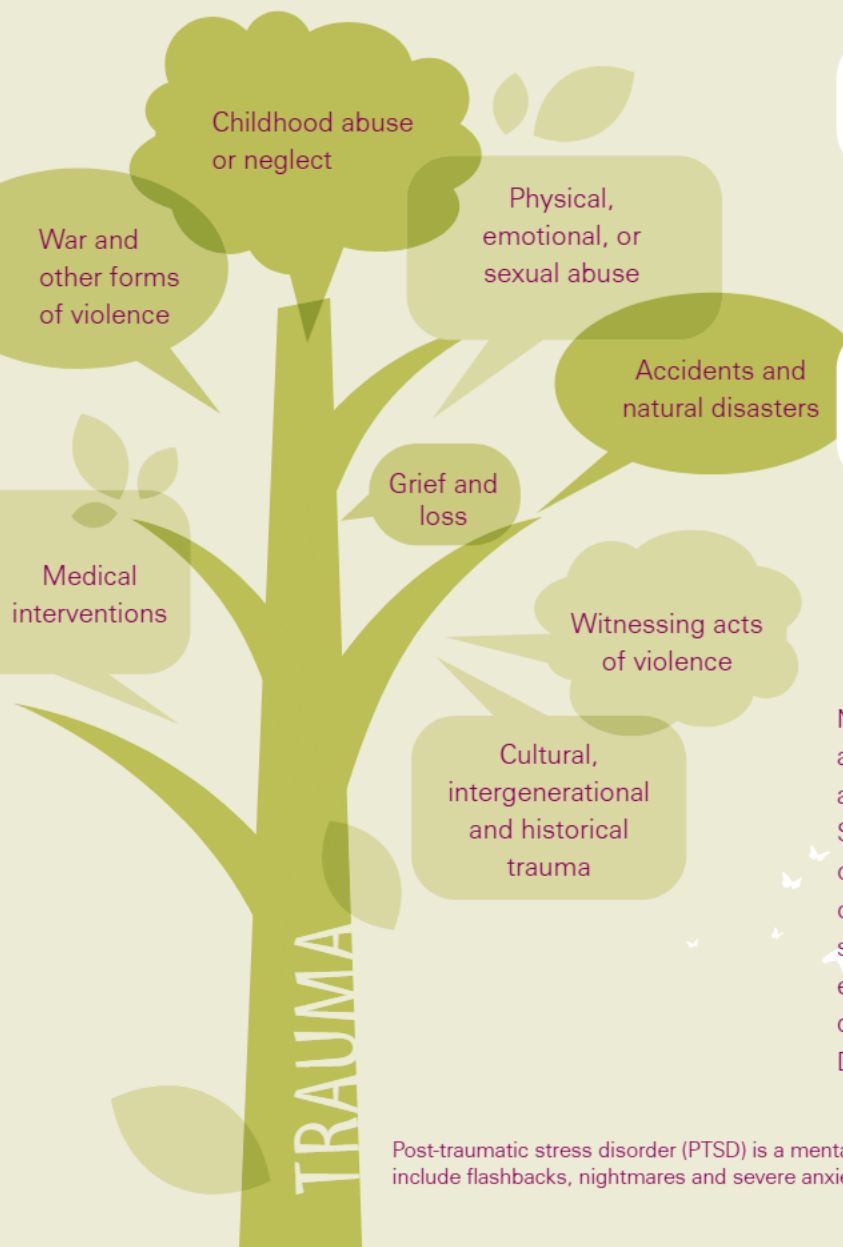 Childhood abuse
or neglect
Physical,
emotional, or
sexual abuse
War and
other forms
of violence
Accidents and
natural disasters
Grief and
loss
Medical
interventions
Witnessing acts
of violence
Cultural,
intergenerational
and historical
trauma
TRAUMA
Post-traumatic stress disorder (PTSD) is a
include flashbacks, nightmares and severe